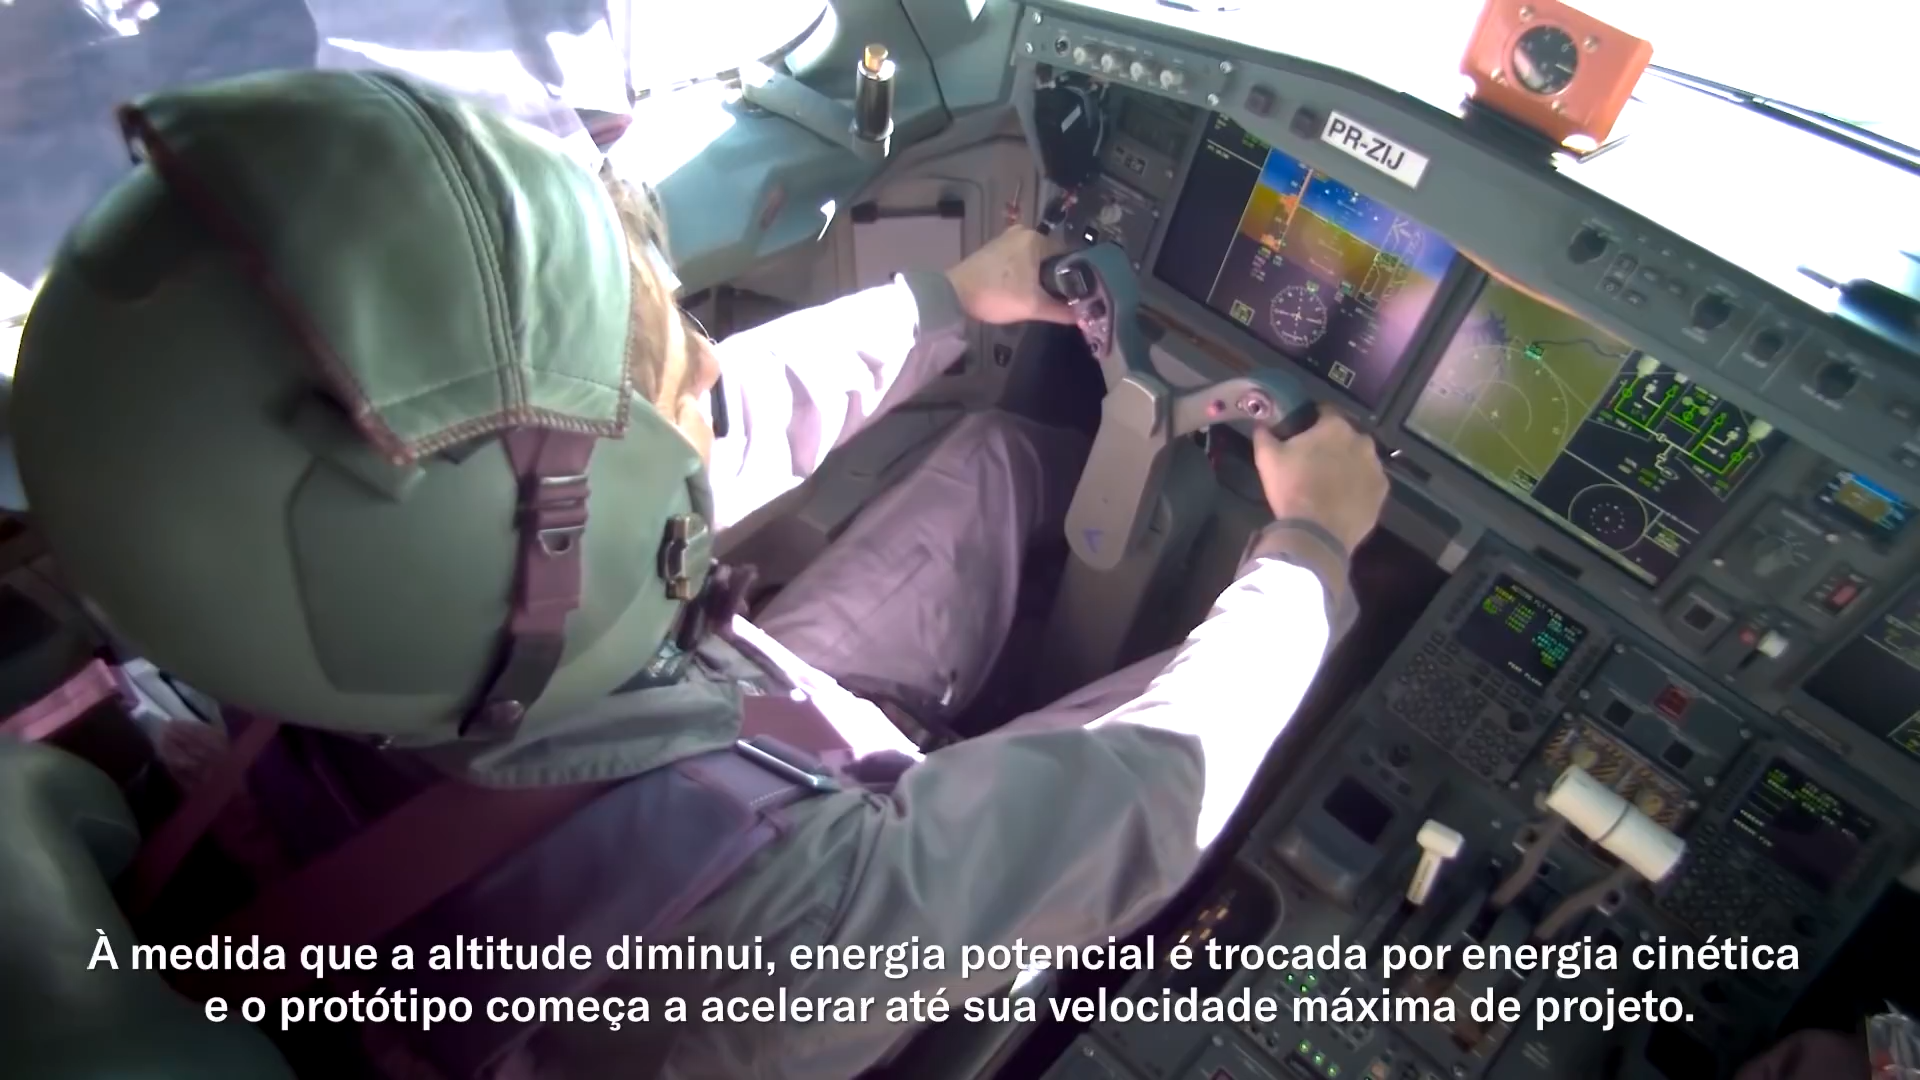 PR-ZIJ
À medida que a altitude diminui, energia potencial é trocada por energia cinética
e o protótipo começa a acelerar até sua velocidade máxima de projeto.